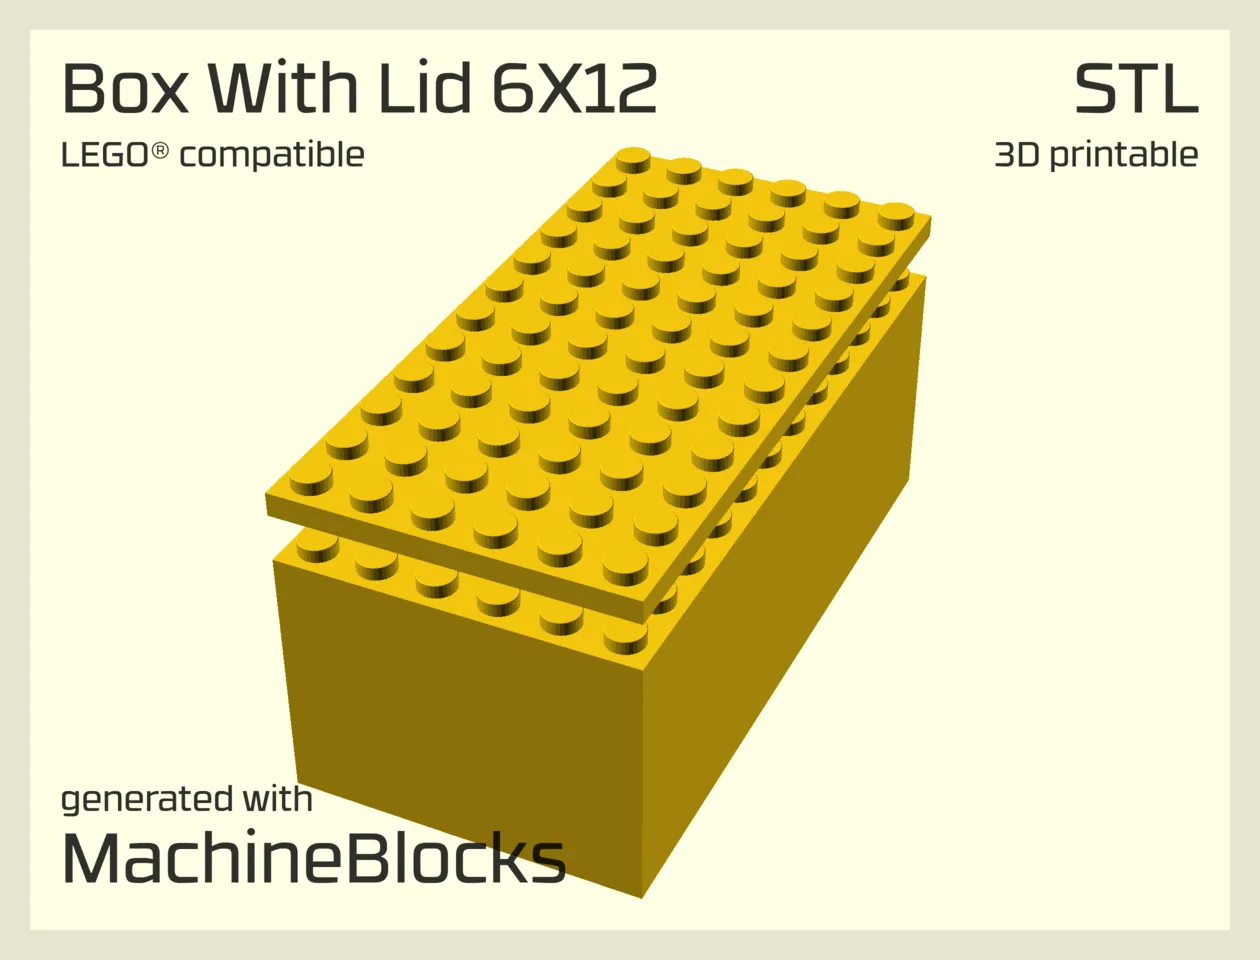 Box With Lid 6X12
LEGO® compatible
STL
3D printable
generated with
MachineBlocks